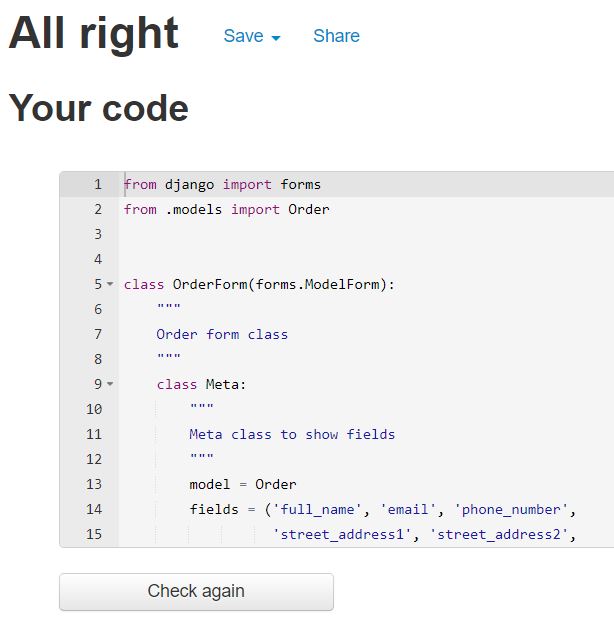 All right Save Share
Your code
1 from django import forms
2 from .models import Order
3
4
5 class OrderForm(forms.ModelForm):
6 """
7 Order form class
8 """
9 class Meta:
10 """
11 Meta class to show fields
12 """
13 model = Order
14 fields = ('full_name', 'email', 'phone_number',
15 'street_address1', 'street_address2',
Check again